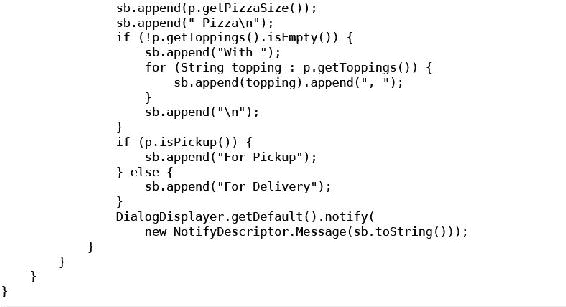 sb.append(p.getPizzaSize());
sb.append(" Pizza\n");
if (!p.getToppings().isEmpty()) {
sb.append("With ");
for (String topping : p.getToppings()) {
sb.append(topping).append(", ");
}
sb.append("\n");
}
if (p.isPickup()) {
sb.append("For Pickup");
} else {
sb.append("For Delivery");
}
DialogDisplayer.getDefault().notify(
new NotifyDescriptor.Message(sb.toString()));
}
}
}
}